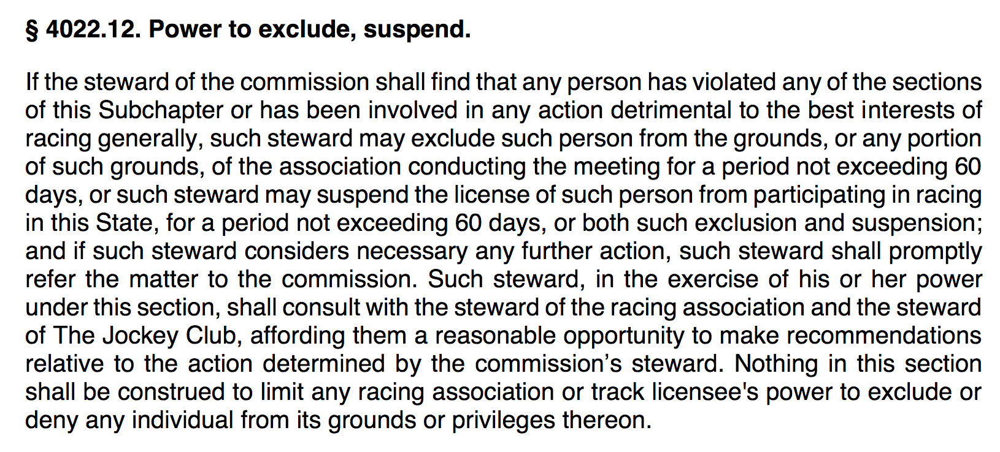 § 4022.12. Power to exclude, suspend.
If the steward of the commission shall find that any person has violated any of the sections
of this Subchapter or has been involved in any action detrimental to the best interests of
racing generally, such steward may exclude such person from the grounds, or any portion
of such grounds, of the association conducting the meeting for a period not exceeding 60
days, or such steward may suspend the license of such person from participating in racing
in this State, for a period not exceeding 60 days, or both such exclusion and suspension;
and if such steward considers necessary any further action, such steward shall promptly
refer the matter to the commission. Such steward, in the exercise of his or her power
under this section, shall consult with the steward of the racing association and the steward
of The Jockey Club, affording them a reasonable opportunity to make recommendations
relative to the action determined by the commission’s steward. Nothing in this section
shall be construed to limit any racing association or track licensee's power to exclude or
deny any individual from its grounds or privileges thereon.